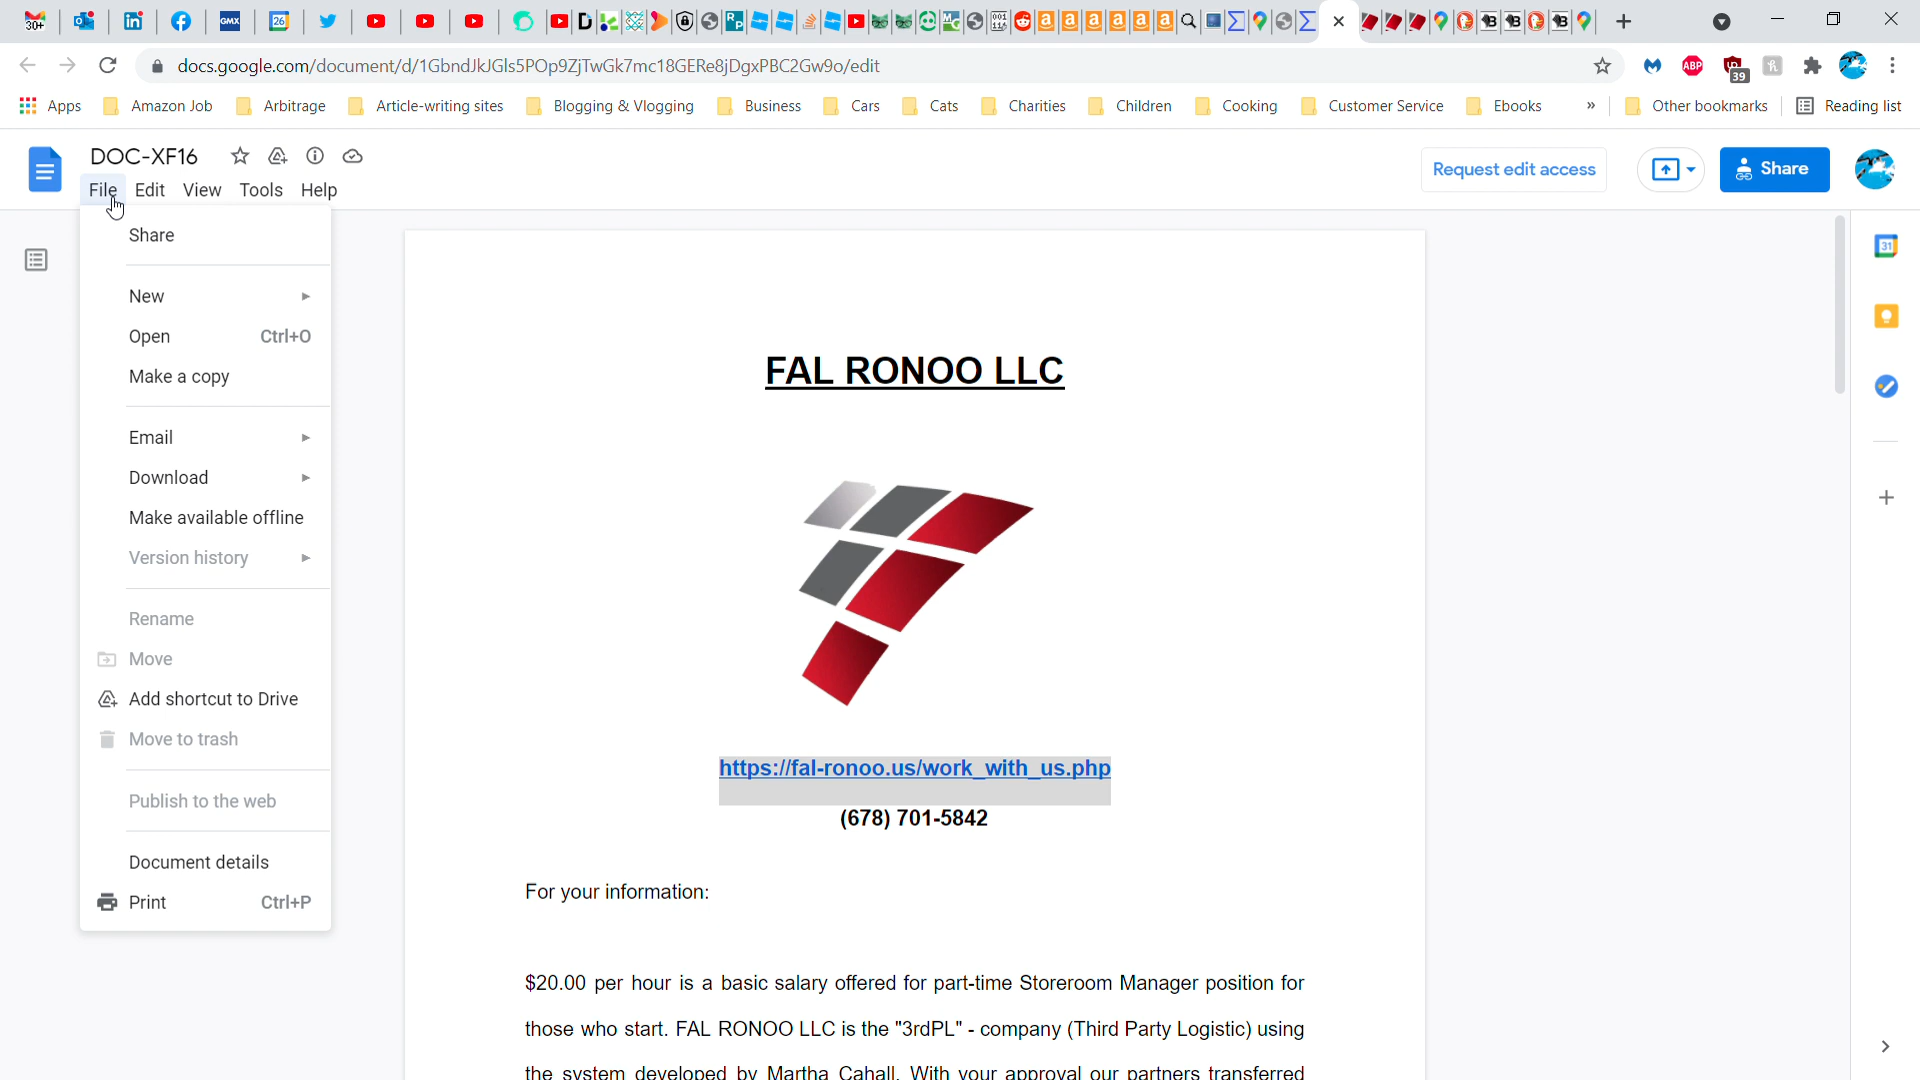 30+
GMX
26
docs.google.com/document/d/1GbndJkJGls5POp9ZjTwGk7mc18GERe8jDgxPBC2Gw9o/edit
ABP
39
Apps Amazon Job Arbitrage Article-writing sites Blogging & Vlogging Business Cars Cats Charities Children Cooking Customer Service Ebooks » Other bookmarks Reading list
DOC-XF16
File Edit View Tools Help
Request edit access
Share
Share
New
Open Ctrl+O
Make a copy
Email
Download
Make available offline
Version history
Rename
Move
Add shortcut to Drive
Move to trash
Publish to the web
Document details
Print Ctrl+P
31
FAL RONOO LLC
https://fal-ronoo.us/work_with_us.php
(678) 701-5842
For your information:
$20.00 per hour is a basic salary offered for part-time Storeroom Manager position for
those who start. FAL RONOO LLC is the "3rdPL" - company (Third Party Logistic) using
the system developed by Martha Cahall. With your approval our partners transferred